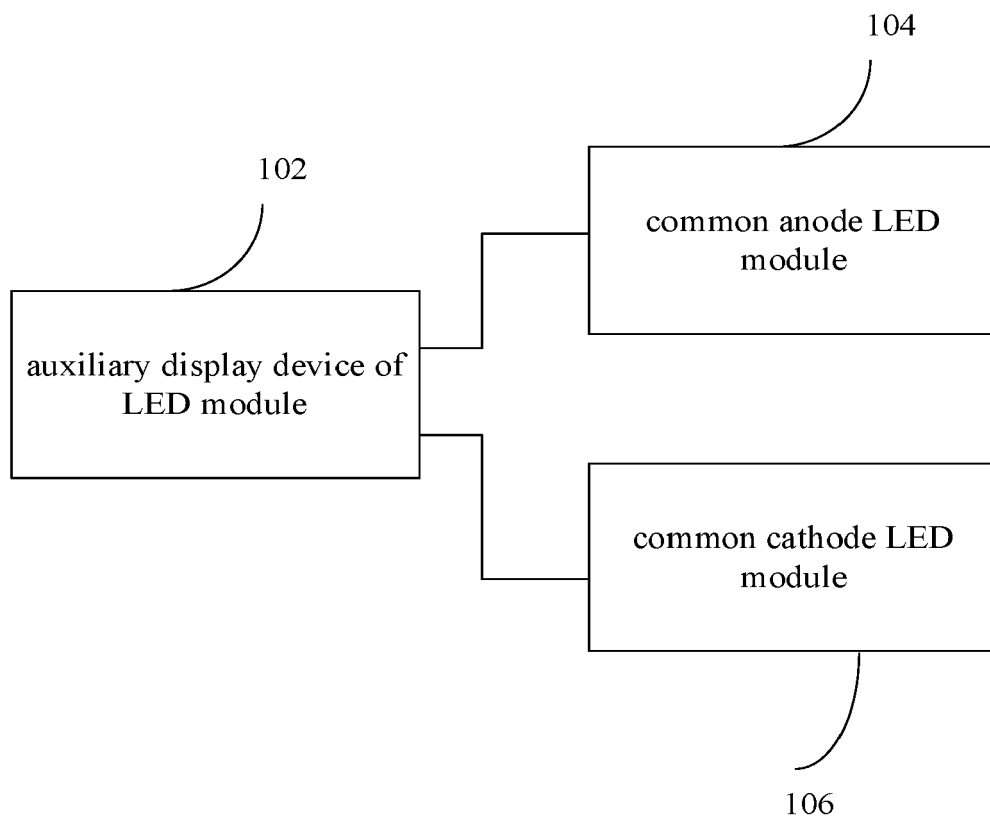 104
102
common anode LED
module
auxiliary display device of
LED module
common cathode LED
module
106